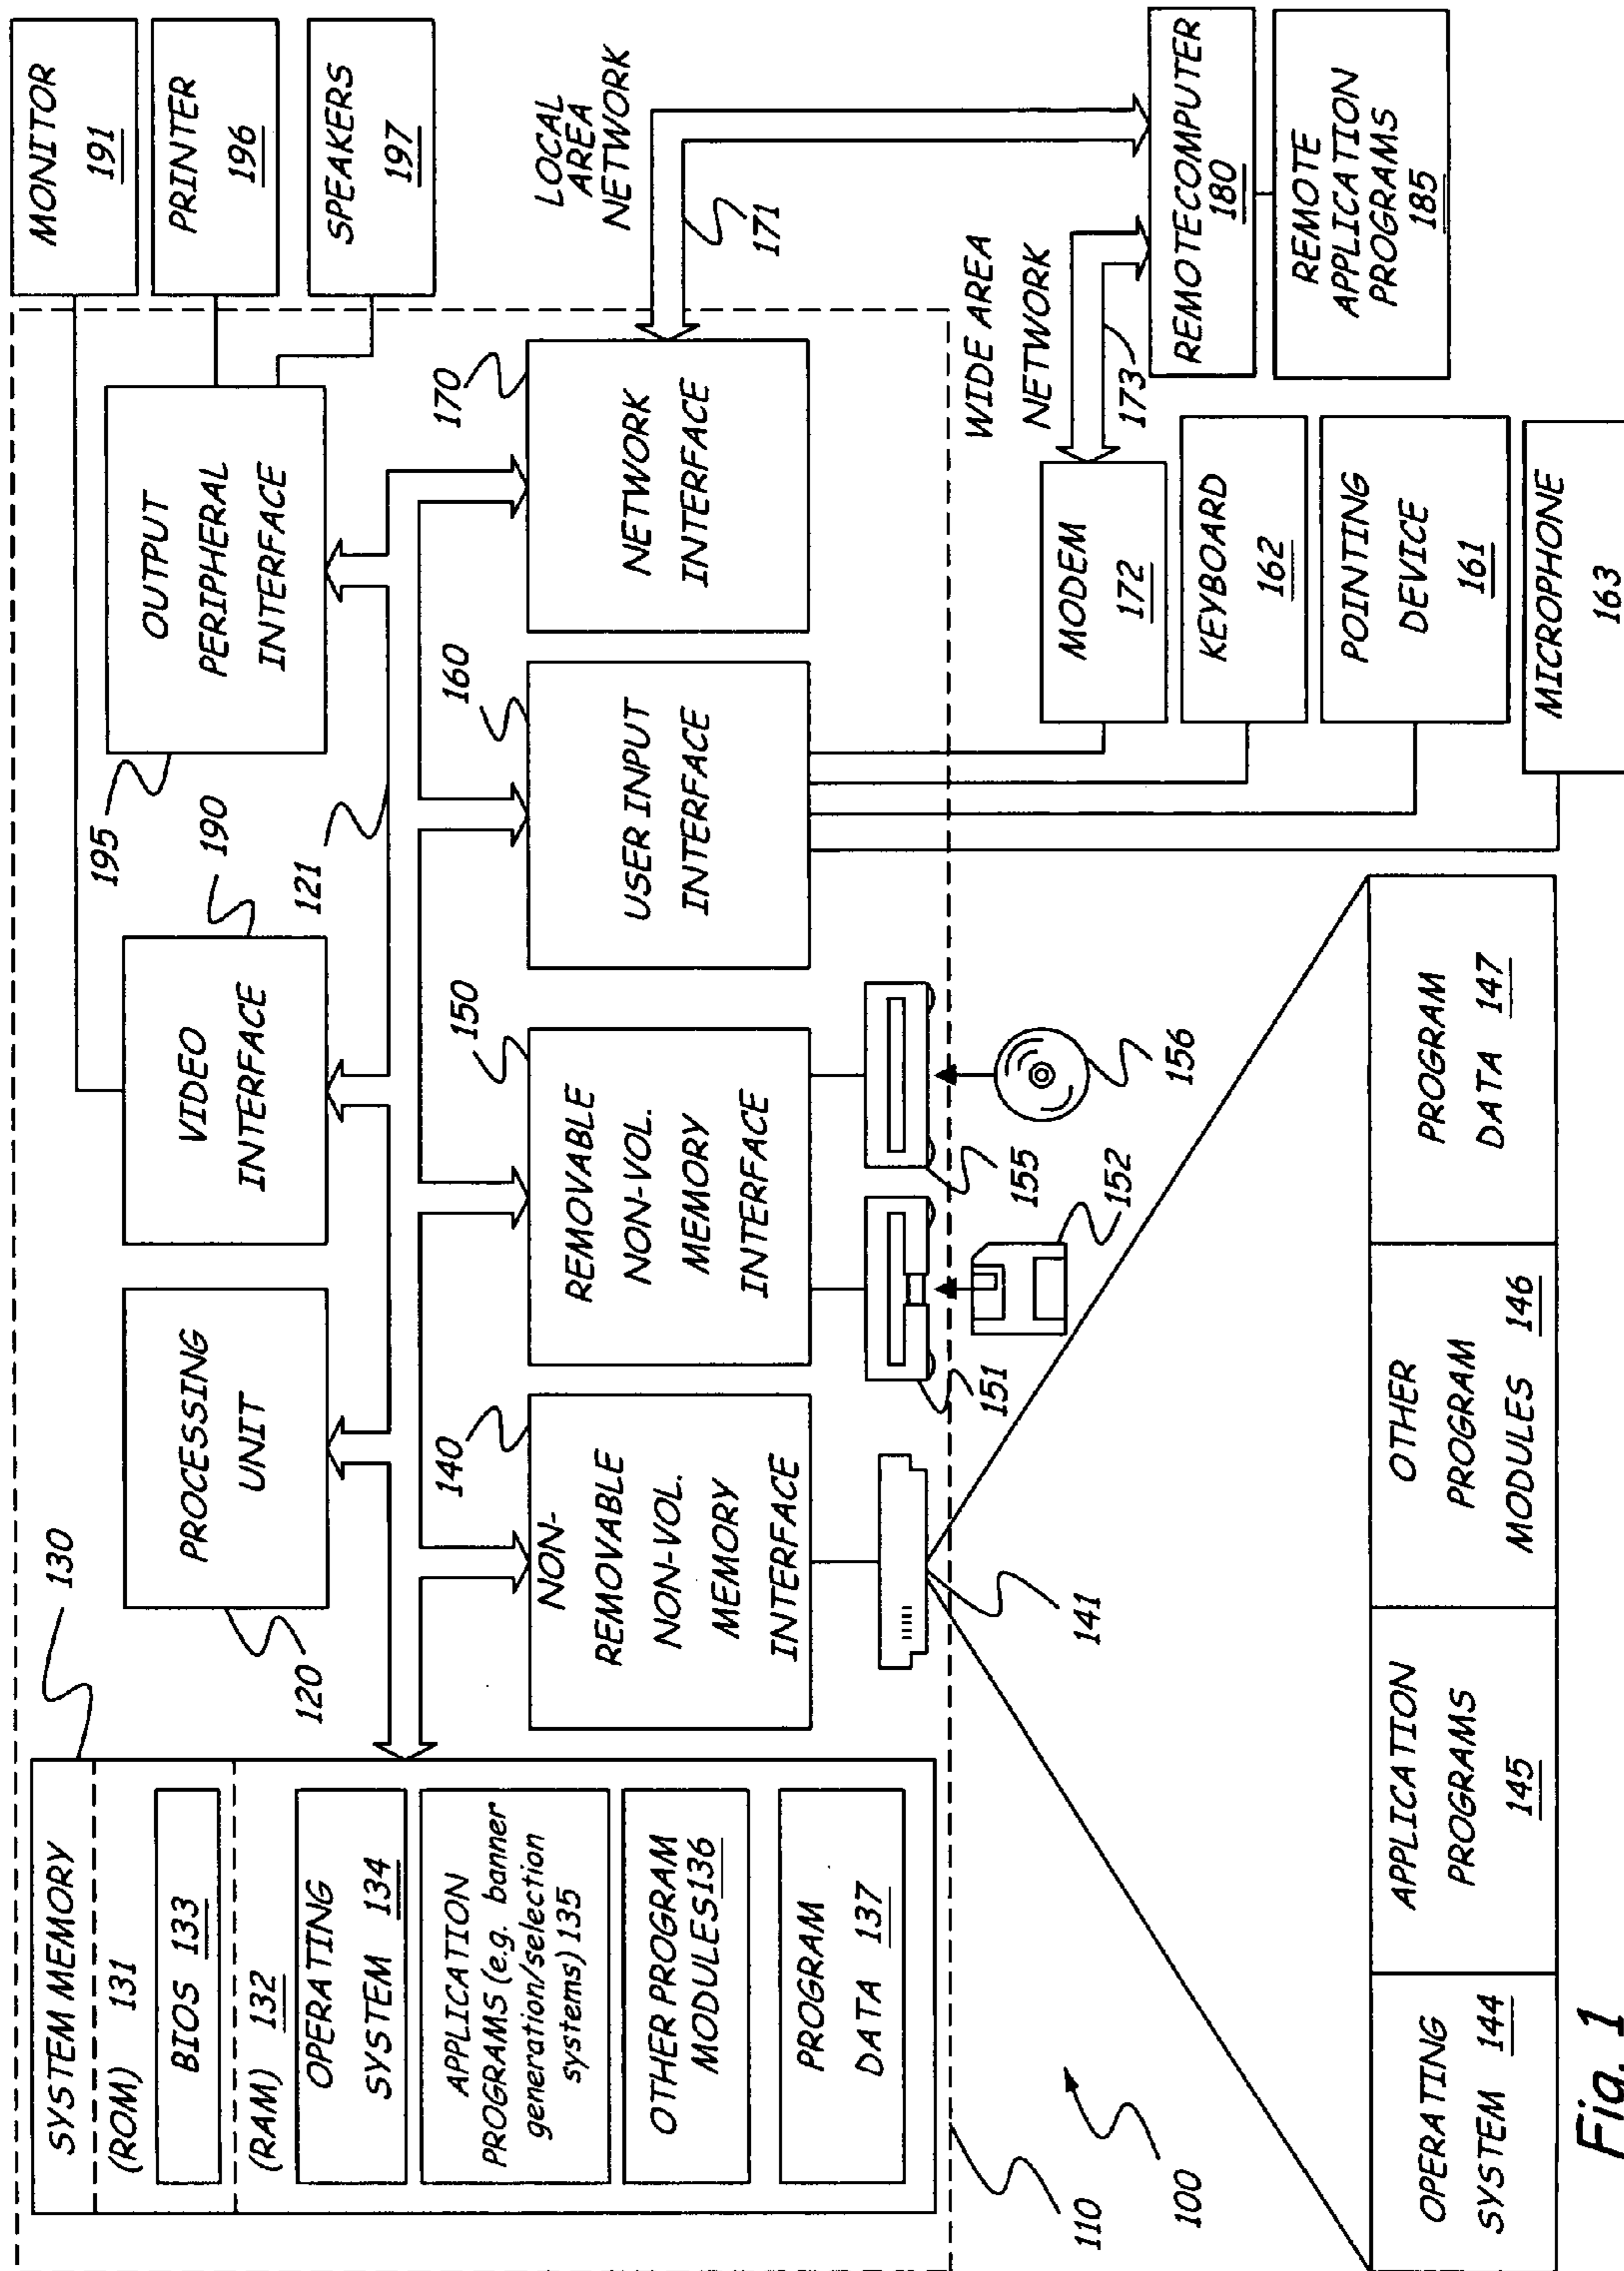 SYSTEM MEMORY
(ROM) 131
BIOS 133
(RAM) 132
OPERATING
SYSTEM 134
APPLICATION
PROGRAMS (e.g. banner
generation/selection
systems) 135
OTHER PROGRAM
MODULES136
PROGRAM
DATA 137
130
PROCESSING
UNIT
120
VIDEO
INTERFACE
190
OUTPUT
PERIPHERAL
INTERFACE
195
121
MONITOR
191
PRINTER
196
SPEAKERS
197
NON-
REMOVABLE
NON-VOL.
MEMORY
INTERFACE
140
REMOVABLE
NON-VOL.
MEMORY
INTERFACE
150
USER INPUT
INTERFACE
160
NETWORK
INTERFACE
170
LOCAL
AREA
NETWORK
171
141
151
152
155
156
WIDE AREA
NETWORK
173
MODEM
172
KEYBOARD
162
POINTING
DEVICE
161
MICROPHONE
163
REMOTECOMPUTER
180
REMOTE
APPLICATION
PROGRAMS
185
110
100
OPERATING
SYSTEM 144
APPLICATION
PROGRAMS
145
OTHER
PROGRAM
MODULES 146
PROGRAM
DATA 147
Fig. 1